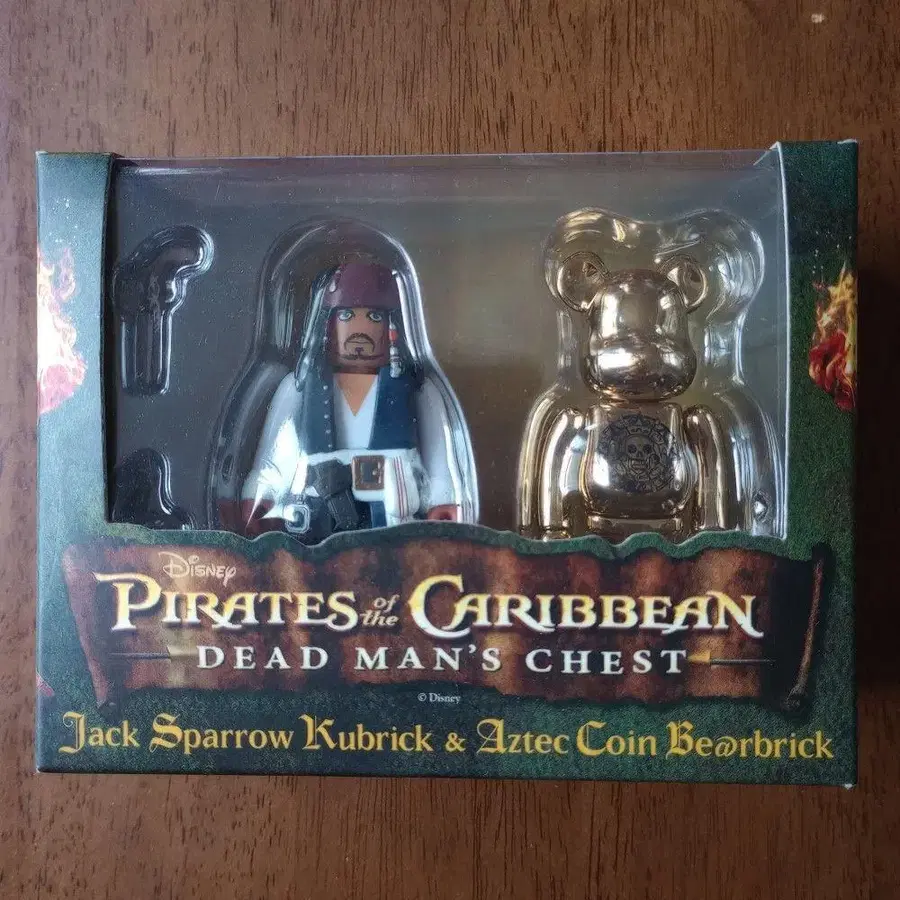 Disney
PIRATES of the CARIBBEAN
DEAD MAN'S CHEST
© Disney
Jack Sparrow Kubrick & Aztec Coin Be@rbrick